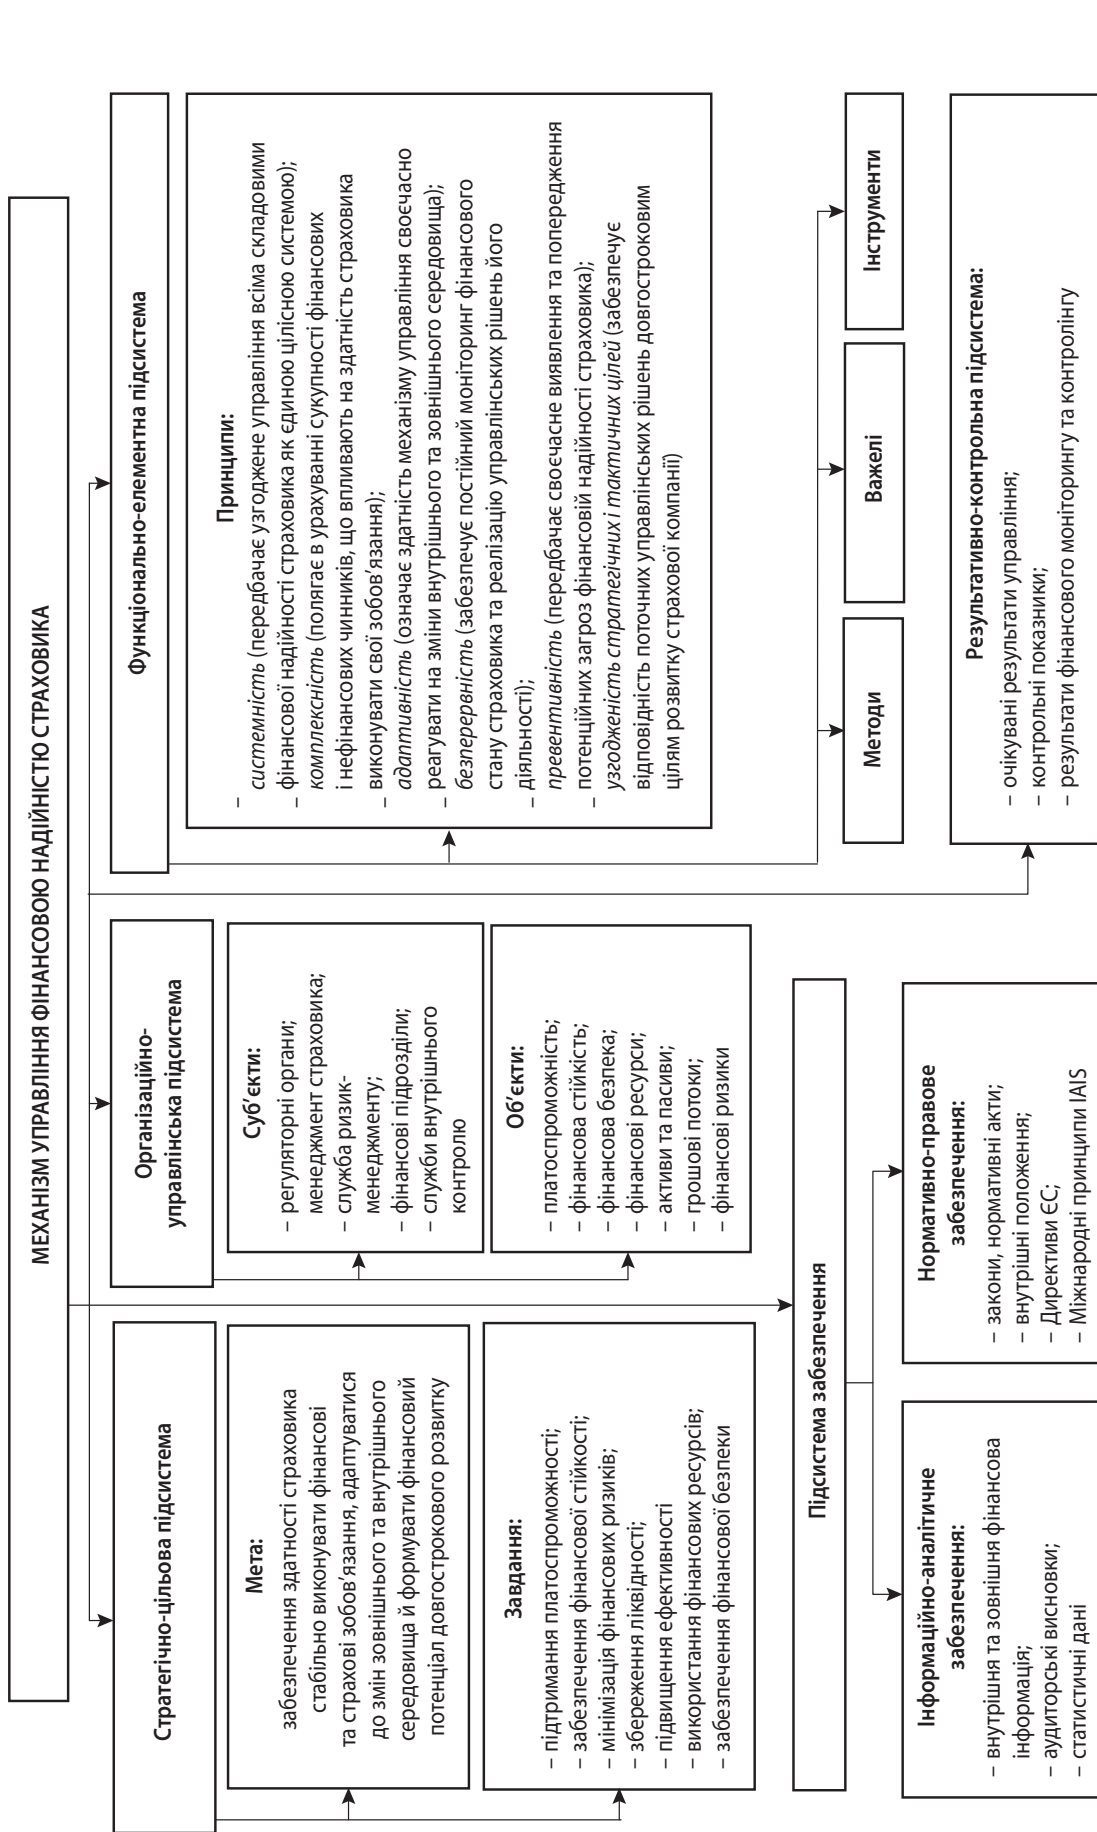 МЕХАНІЗМ УПРАВЛІННЯ ФІНАНСОВОЮ НАДІЙНІСТЮ СТРАХОВИКА
Стратегічно-цільова підсистема
Мета:
забезпечення здатності страховика
стабільно виконувати фінансові
та страхові зобов'язання, адаптуватися
до змін зовнішнього та внутрішнього
середовища й формувати фінансовий
потенціал довгострокового розвитку
Завдання:
– підтримання платоспроможності;
– забезпечення фінансової стійкості;
– мінімізація фінансових ризиків;
– збереження ліквідності;
– підвищення ефективності
– використання фінансових ресурсів;
– забезпечення фінансової безпеки
Організаційно-
управлінська підсистема
Суб'єкти:
– регуляторні органи;
менеджмент страховика;
– служба ризик-
менеджменту;
– фінансові підрозділи;
– служби внутрішнього
контролю
Об'єкти:
– платоспроможність;
– фінансова стійкість;
– фінансова безпека;
– фінансові ресурси;
– активи та пасиви;
– грошові потоки;
– фінансові ризики
Функціонально-елементна підсистема
Принципи:
– системність (передбачає узгоджене управління всіма складовими
фінансової надійності страховика як єдиною цілісною системою);
– комплексність (полягає в урахуванні сукупності фінансових
і нефінансових чинників, що впливають на здатність страховика
виконувати свої зобов'язання);
– адаптивність (означає здатність механізму управління своєчасно
реагувати на зміни внутрішнього та зовнішнього середовища);
– безперервність (забезпечує постійний моніторинг фінансового
стану страховика та реалізацію управлінських рішень його
діяльності);
– превентивність (передбачає своєчасне виявлення та попередження
потенційних загроз фінансовій надійності страховика);
– узгодженість стратегічних і тактичних цілей (забезпечує
відповідність поточних управлінських рішень довгостроковим
цілям розвитку страхової компанії)
Методи
Важелі
Інструменти
Підсистема забезпечення
Інформаційно-аналітичне
забезпечення:
– внутрішня та зовнішня фінансова
інформація;
– аудиторські висновки;
– статистичні дані
Нормативно-правове
забезпечення:
– закони, нормативні акти;
– внутрішні положення;
– Директиви ЄС;
– Міжнародні принципи IAIS
Результативно-контрольна підсистема:
– очікувані результати управління;
– контрольні показники;
– результати фінансового моніторингу та контролінгу